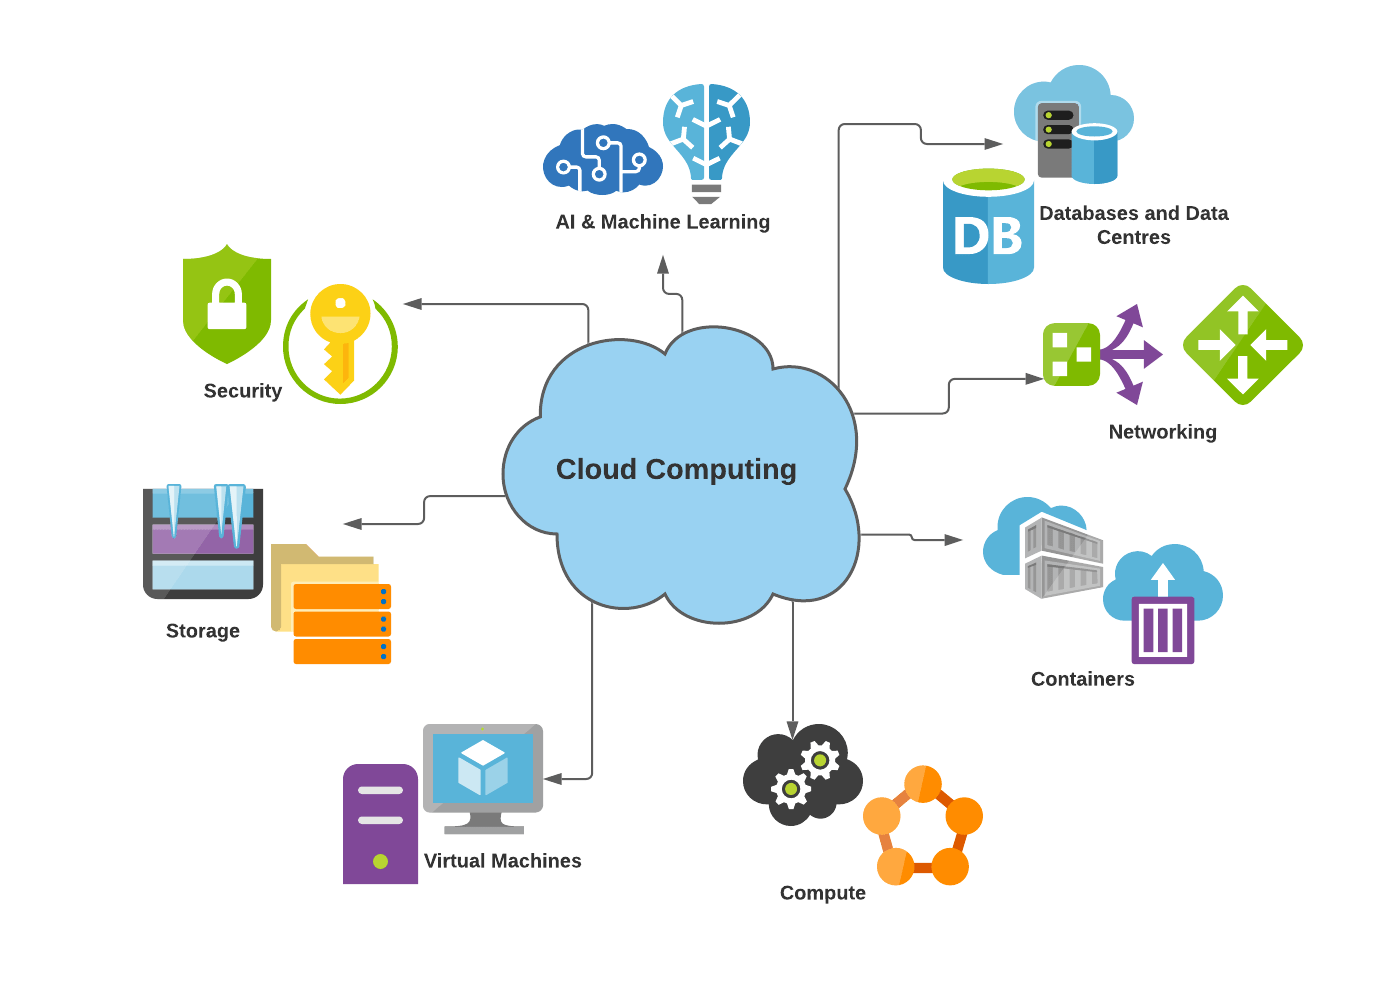 AI & Machine Learning
DB
Databases and Data
Centres
Security
Networking
Cloud Computing
Storage
Containers
Virtual Machines
Compute